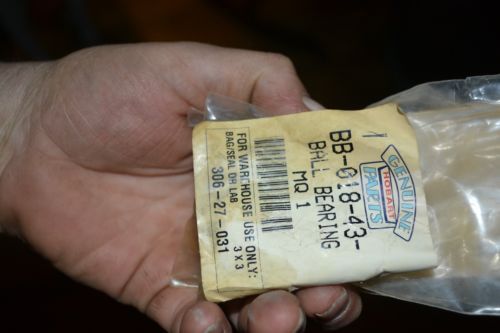 GENUINE
HOBART
PARTS
BB-018-43-
BALL BEARING
MQ 1
FOR WAREHOUSE USE ONLY:
BAG/SEAL OR LAB 3 X 3
306-27-031